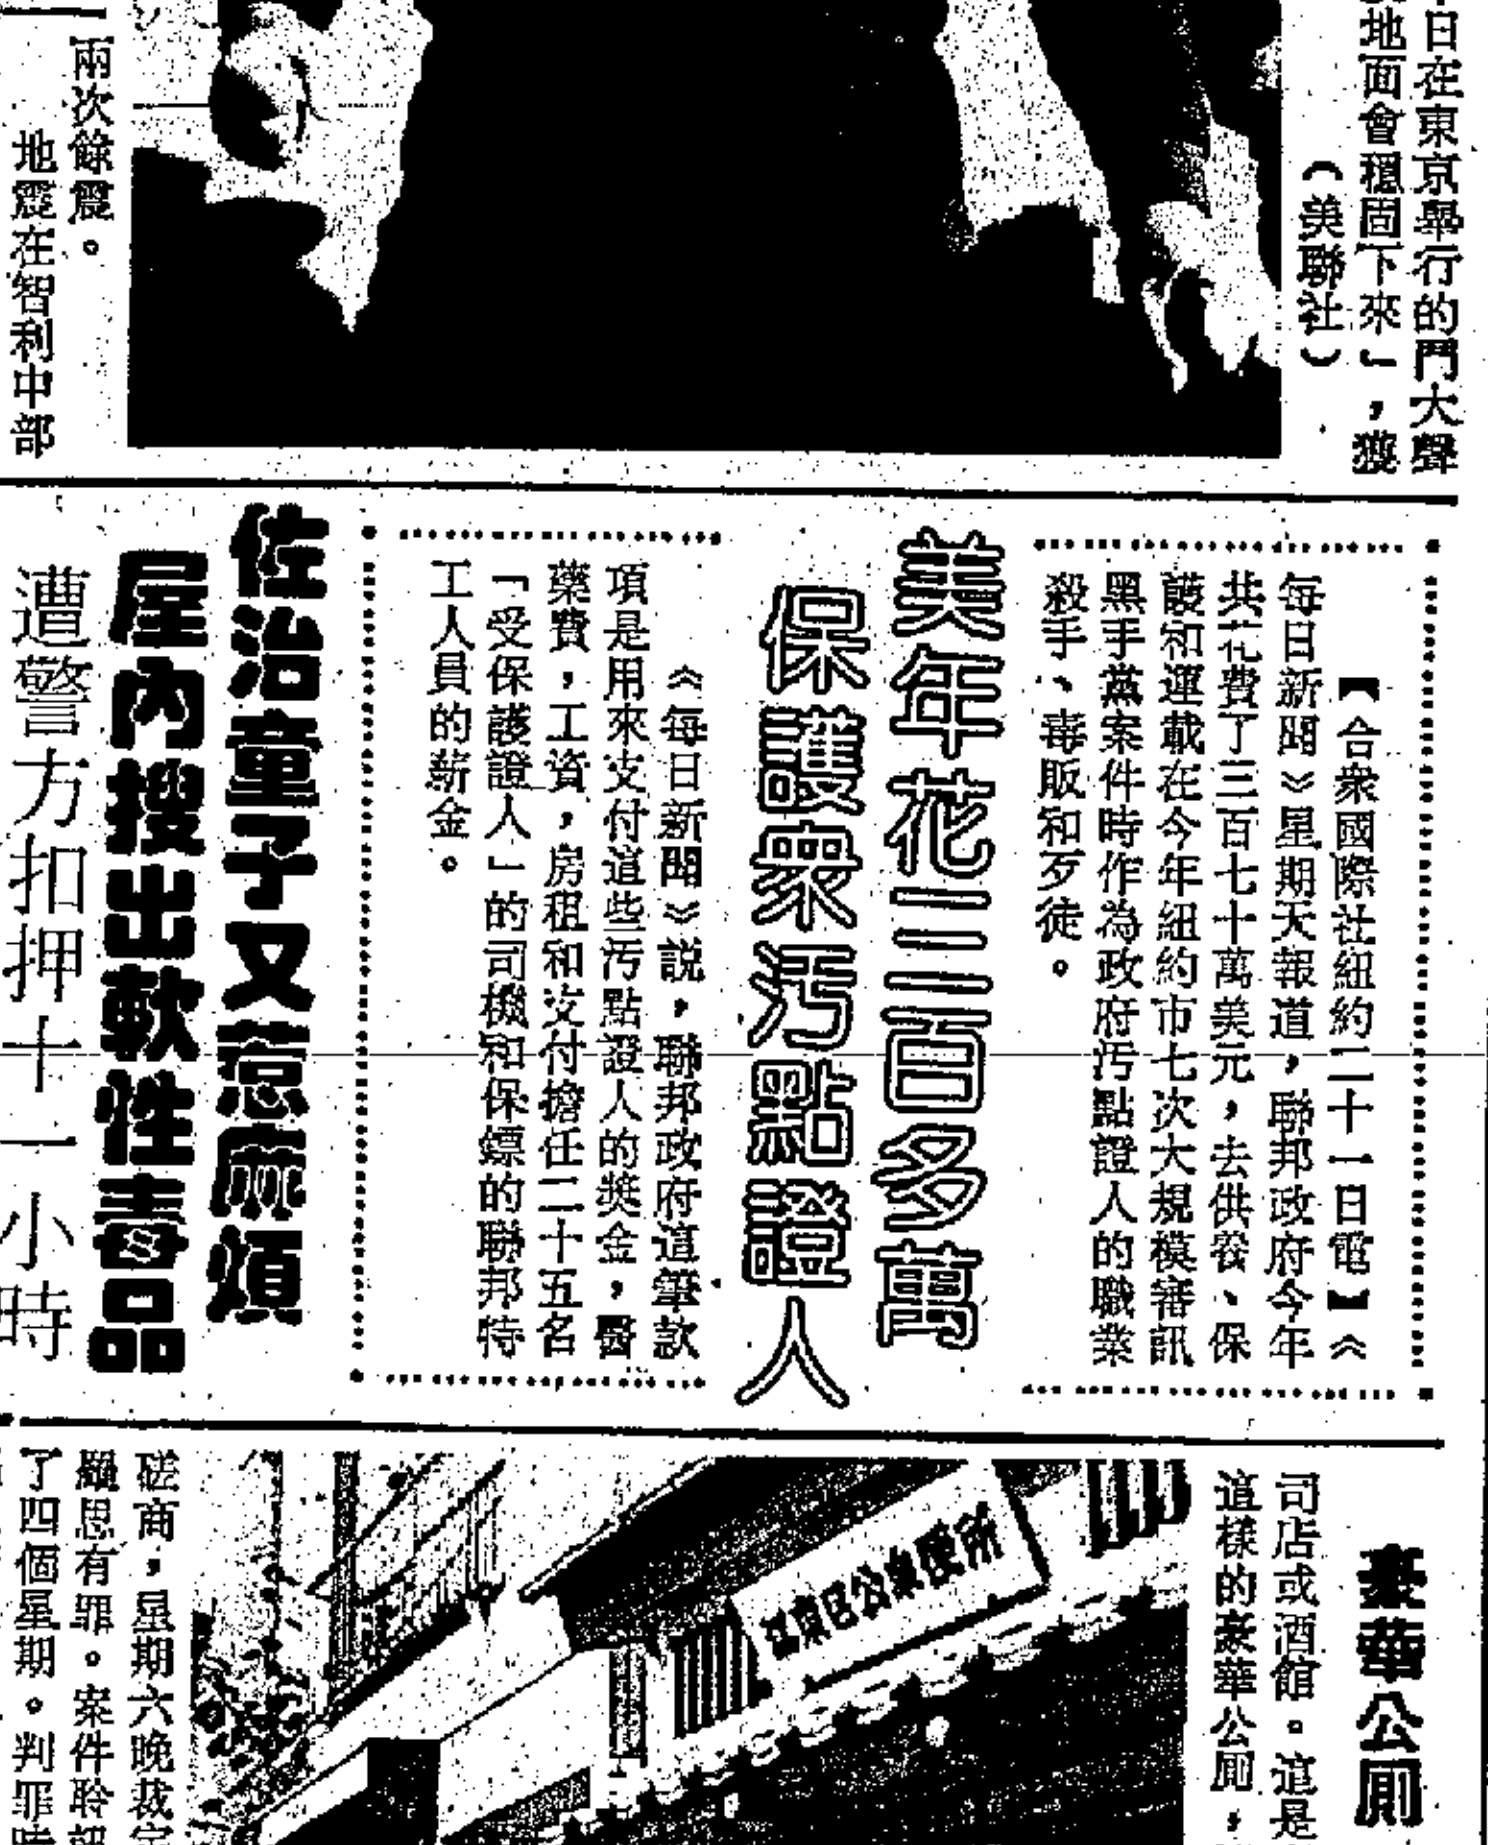 日在東京舉行的鬥大聲
地面會穩固下來」，獲
（美聯社）
兩次餘震。
地震在智利中部
【合衆國際社紐約二十一日電】《
每日新聞》星期天報道，聯邦政府今年
共花費了三百七十萬美元，去供養、保
護和運載在今年紐約市七次大規模審訊
黑手黨案件時作為政府污點證人的職業
殺手、毒販和歹徒。
美年花三百多萬
保護衆污點證人
《每日新聞》説，聯邦政府這筆款
項是用來支付這些污點證人的獎金，醫
藥費，工資，房租和支付擔任二十五名
「受保護證人」的司機和保鏢的聯邦特
工人員的薪金。
佐治童子又惹麻煩
屋內搜出軟性毒品
遭警方扣押十一小時
豪華公厠
司店或酒館。這是
這樣的豪華公厠，
公衆便所
磋商，星期六晚裁定
羅思有罪。案件聆訊
了四個星期。判罪時